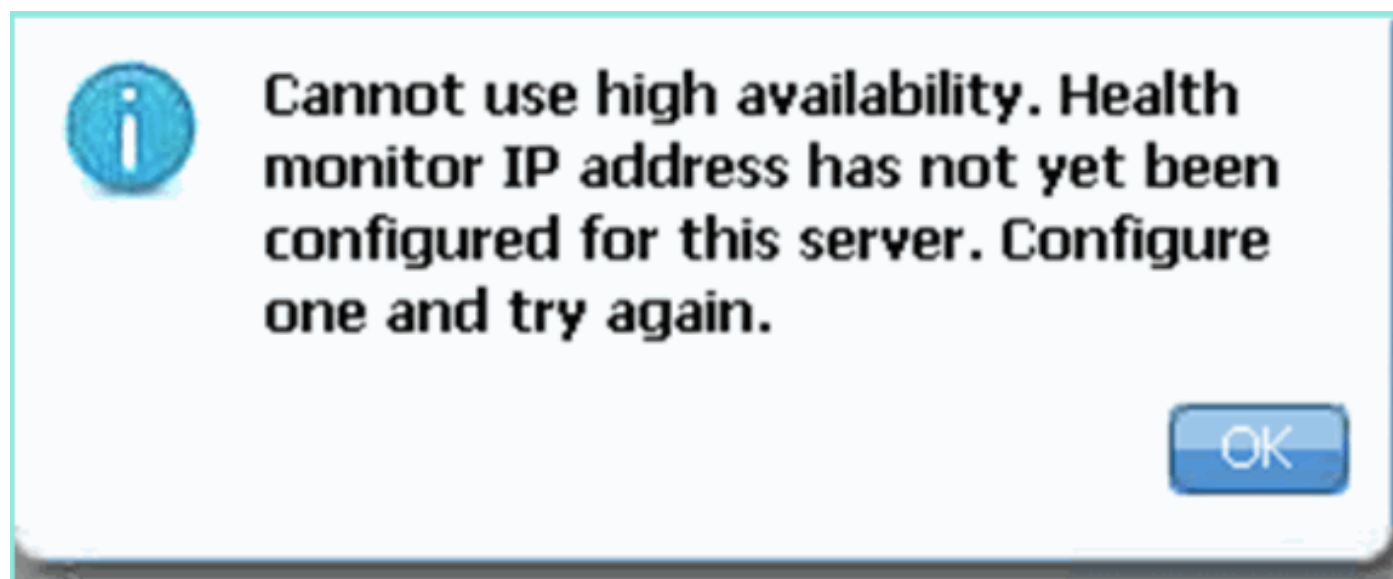 Cannot use high availability. Health
monitor IP address has not yet been
configured for this server. Configure
one and try again.
OK